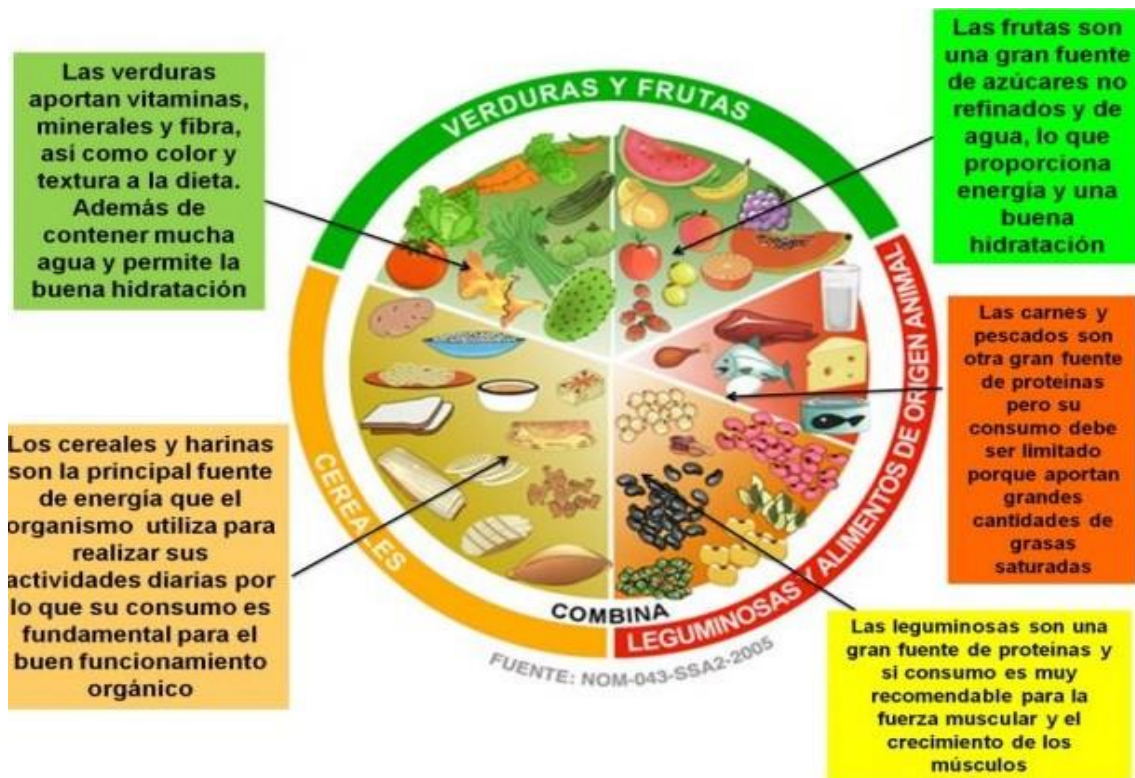 Las verduras
aportan vitaminas,
minerales y fibra,
así como color y
textura a la dieta.
Además de
contener mucha
agua y permite la
buena hidratación
Las frutas son
una gran fuente
de azúcares no
refinados y de
agua, lo que
proporciona
energía y una
buena
hidratación
VERDURAS Y FRUTAS
Las carnes y
pescados son
otra gran fuente
de proteínas
pero su
consumo debe
ser limitado
porque aportan
grandes
cantidades de
grasas
saturadas
Los cereales y harinas
son la principal fuente
de energía que el
organismo utiliza para
realizar sus
actividades diarias por
lo que su consumo es
fundamental para el
buen funcionamiento
orgánico
CEREALES
LEGUMINOSAS Y ALIMENTOS DE ORIGEN ANIMAL
COMBINA
FUENTE: NOM-043-SSA2-2005
Las leguminosas son una
gran fuente de proteínas y
si consumo es muy
recomendable para la
fuerza muscular y el
crecimiento de los
músculos